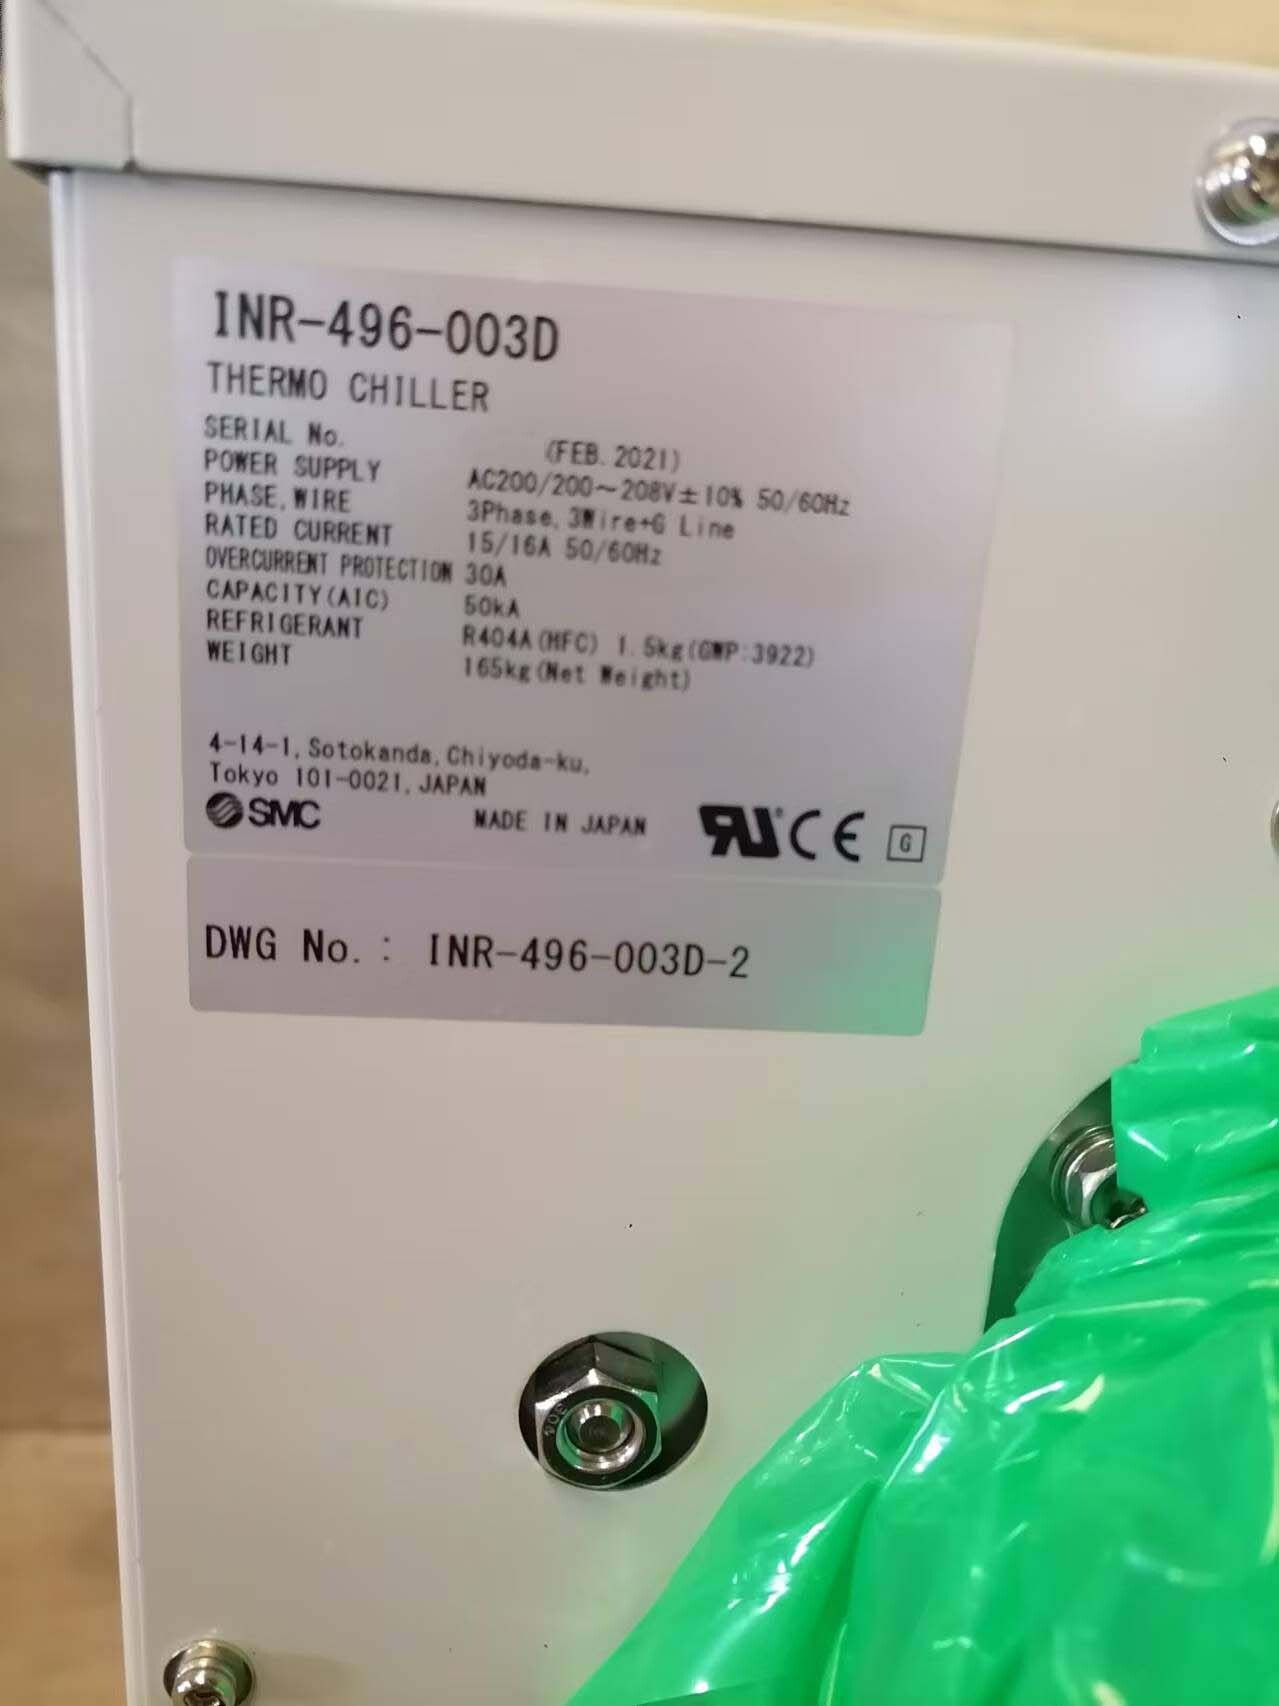 INR-496-003D
THERMO CHILLER
SERIAL No. (FEB. 2021)
POWER SUPPLY AC200/200~208V±10% 50/60Hz
PHASE, WIRE 3Phase, 3Wire+G Line
RATED CURRENT 15/16A 50/60Hz
OVERCURRENT PROTECTION 30A
CAPACITY(AIC) 50kA
REFRIGERANT R404A(HFC) 1.5kg(GWP:3922)
WEIGHT 165kg(Net Weight)
4-14-1, Sotokanda, Chiyoda-ku,
Tokyo 101-0021, JAPAN
SMC MADE IN JAPAN RU CE G
DWG No. : INR-496-003D-2
304